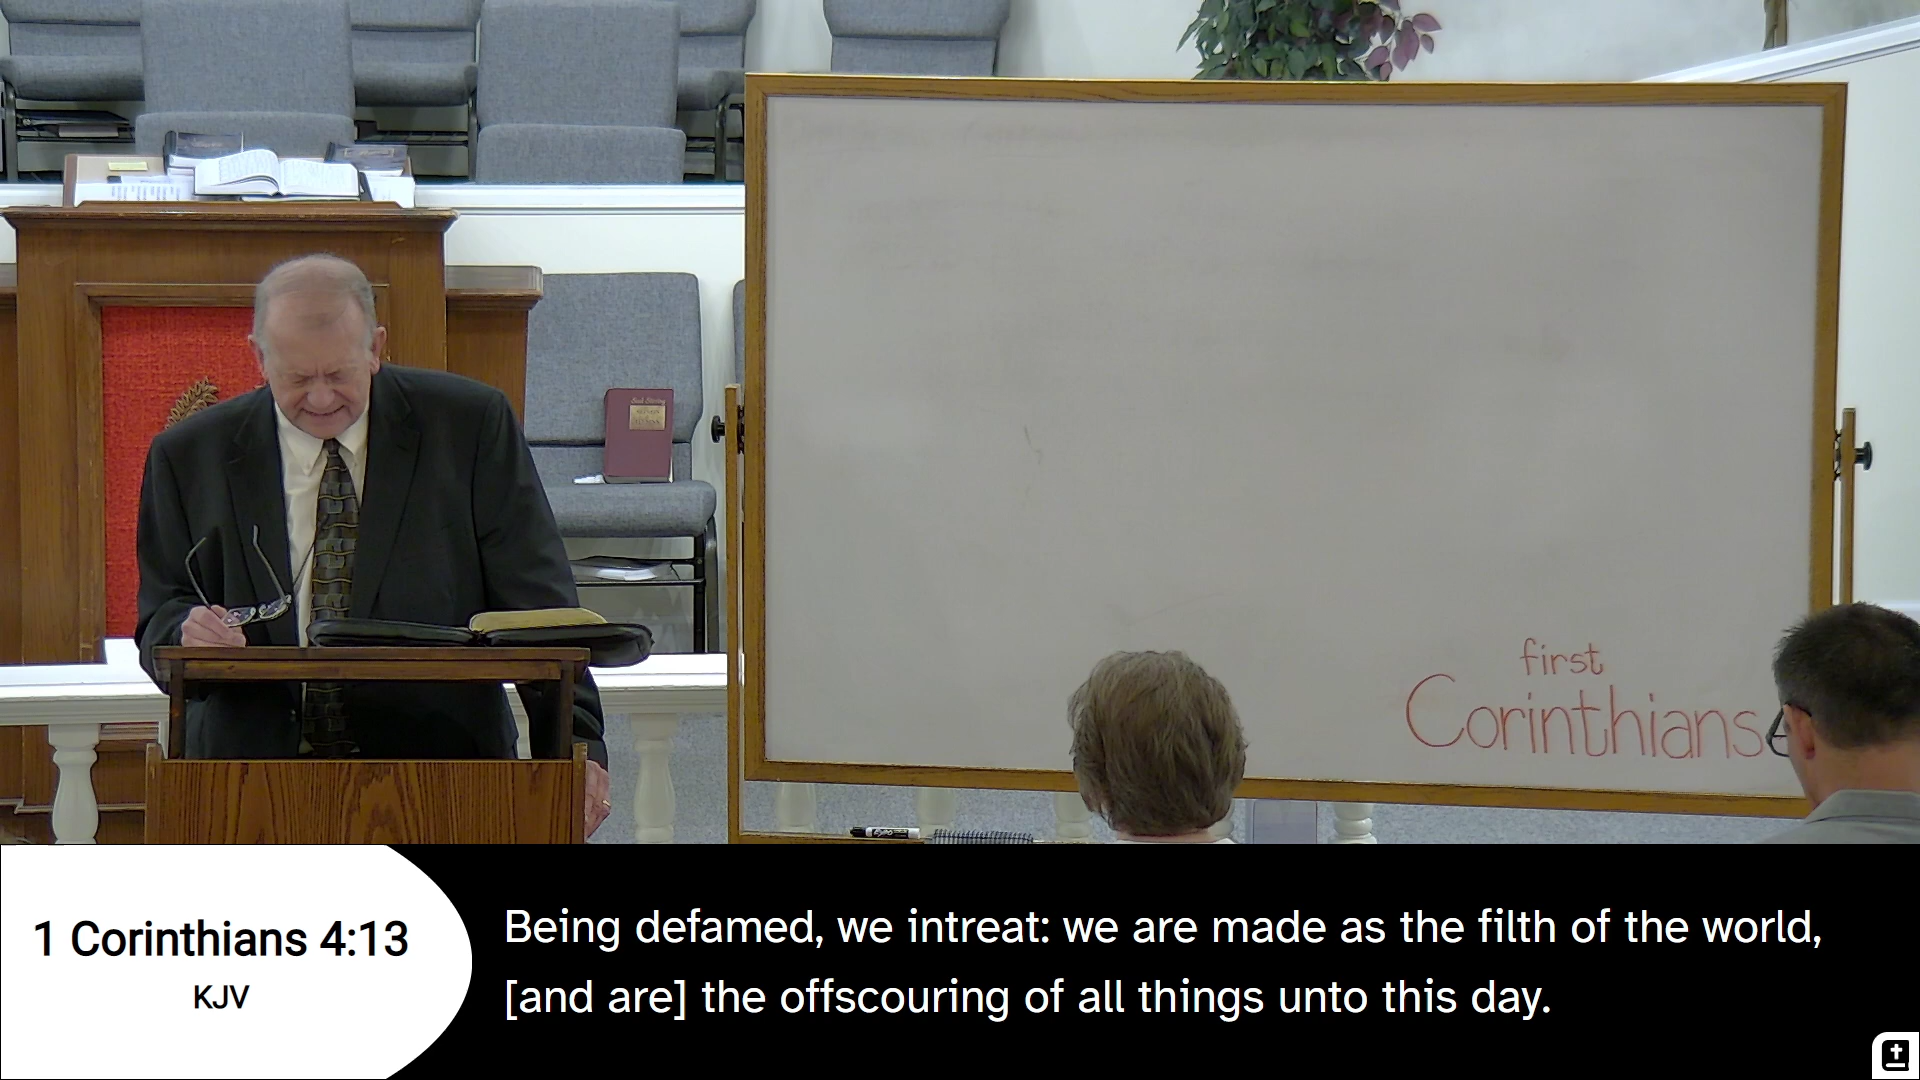 first
Corinthians
1 Corinthians 4:13
KJV
Being defamed, we intreat: we are made as the filth of the world,
[and are] the offscouring of all things unto this day.